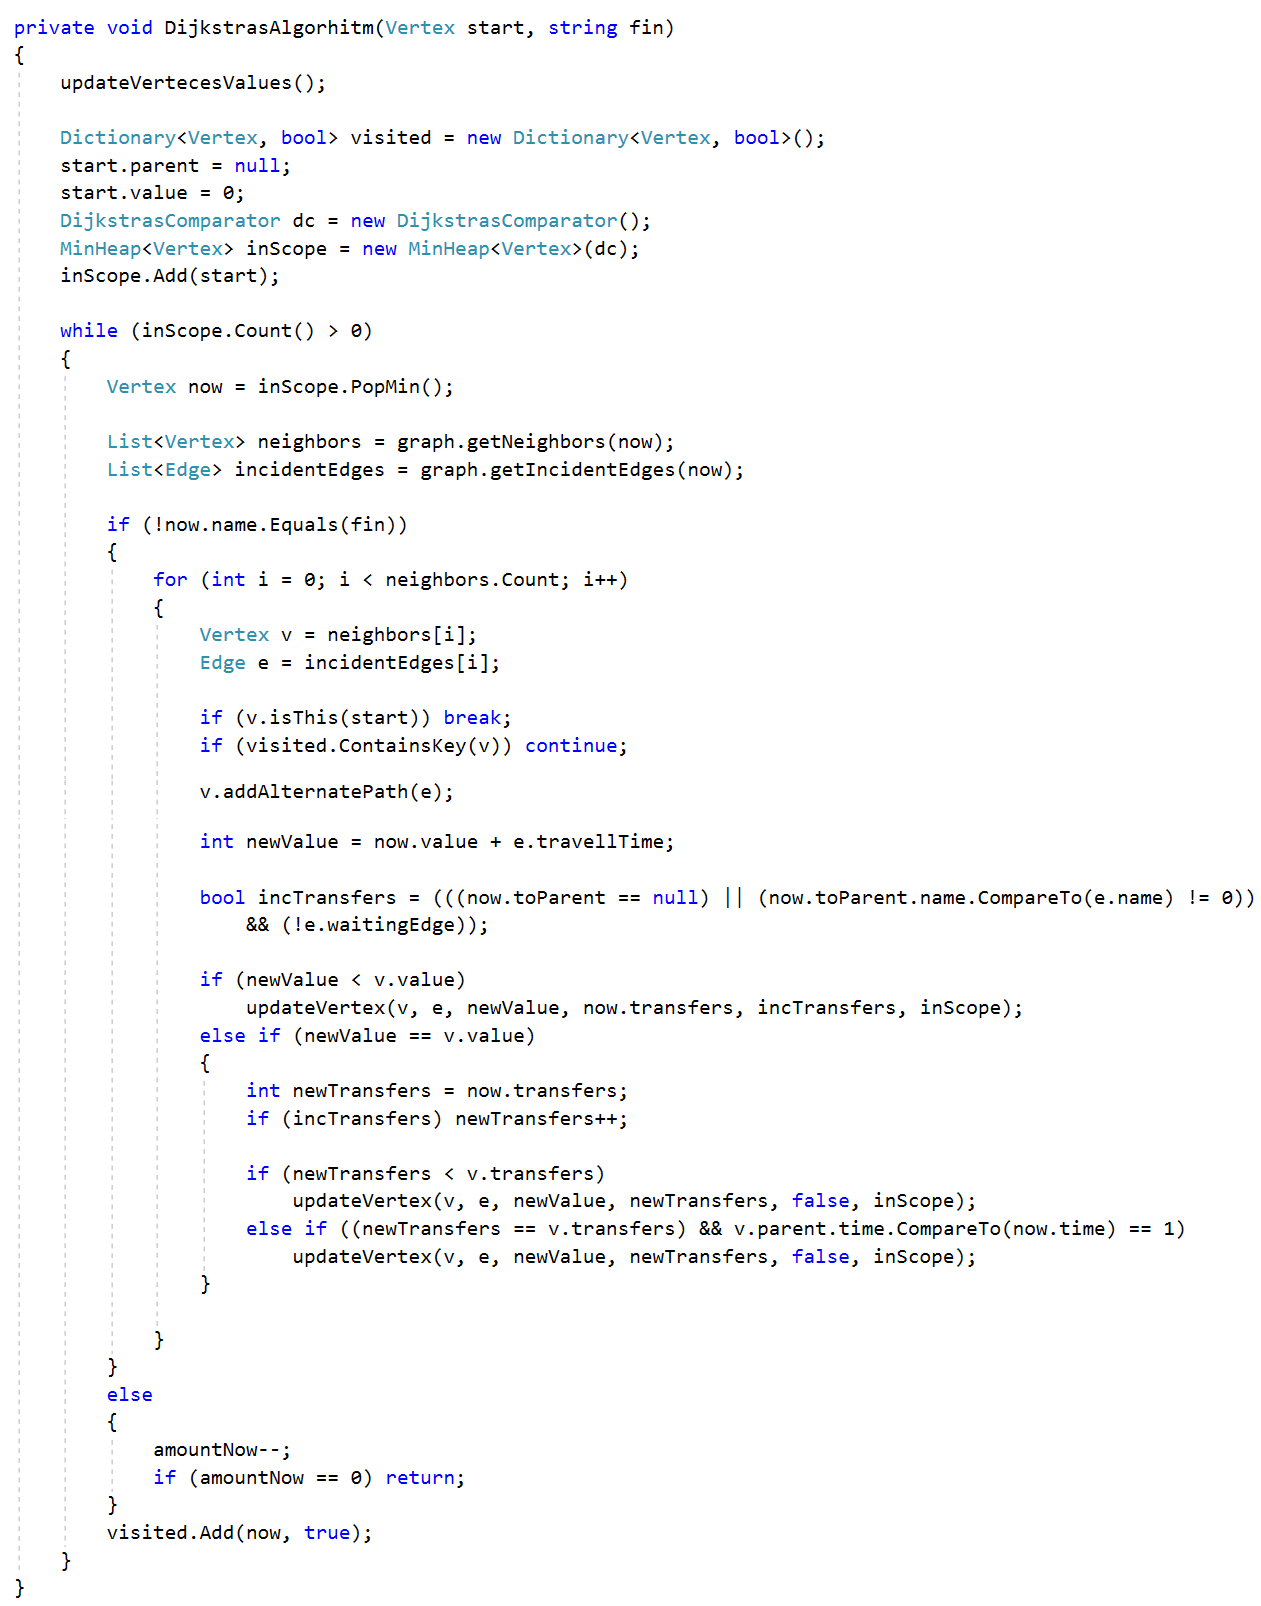 private void DijkstrasAlgorhitm(Vertex start, string fin)
{
    updateVertecesValues();

    Dictionary<Vertex, bool> visited = new Dictionary<Vertex, bool>();
    start.parent = null;
    start.value = 0;
    DijkstrasComparator dc = new DijkstrasComparator();
    MinHeap<Vertex> inScope = new MinHeap<Vertex>(dc);
    inScope.Add(start);

    while (inScope.Count() > 0)
    {
        Vertex now = inScope.PopMin();

        List<Vertex> neighbors = graph.getNeighbors(now);
        List<Edge> incidentEdges = graph.getIncidentEdges(now);

        if (!now.name.Equals(fin))
        {
            for (int i = 0; i < neighbors.Count; i++)
            {
                Vertex v = neighbors[i];
                Edge e = incidentEdges[i];

                if (v.isThis(start)) break;
                if (visited.ContainsKey(v)) continue;

                v.addAlternatePath(e);

                int newValue = now.value + e.travellTime;

                bool incTransfers = (((now.toParent == null) || (now.toParent.name.CompareTo(e.name) != 0))
                    && (!e.waitingEdge));

                if (newValue < v.value)
                    updateVertex(v, e, newValue, now.transfers, incTransfers, inScope);
                else if (newValue == v.value)
                {
                    int newTransfers = now.transfers;
                    if (incTransfers) newTransfers++;

                    if (newTransfers < v.transfers)
                        updateVertex(v, e, newValue, newTransfers, false, inScope);
                    else if ((newTransfers == v.transfers) && v.parent.time.CompareTo(now.time) == 1)
                        updateVertex(v, e, newValue, newTransfers, false, inScope);
                }

            }
        }
        else
        {
            amountNow--;
            if (amountNow == 0) return;
        }
        visited.Add(now, true);
    }
}